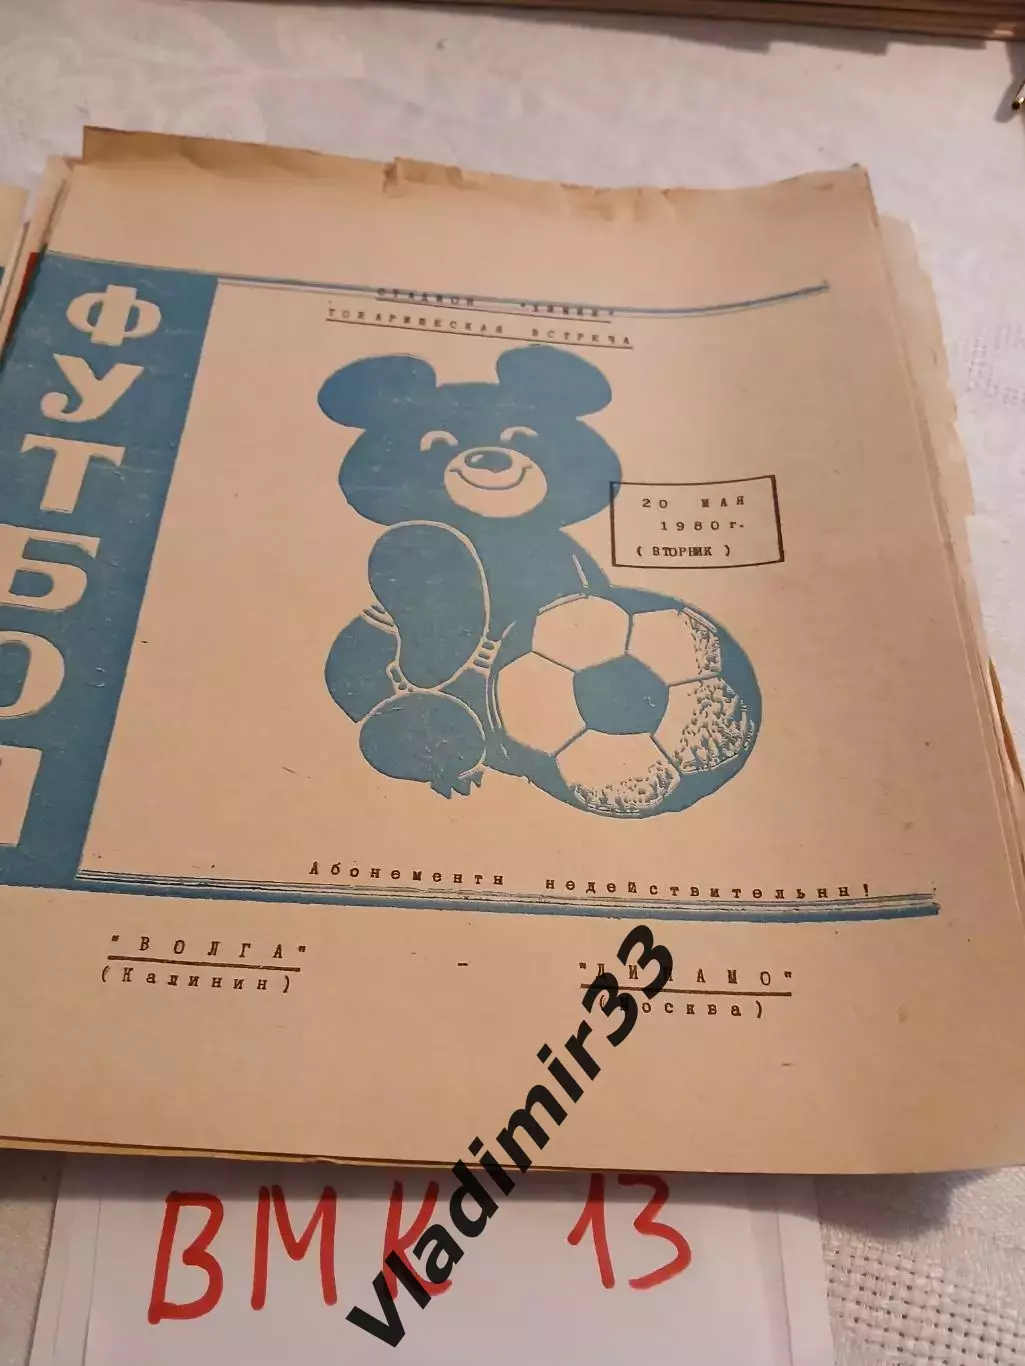 ФУТБОЛ
СТАДИОН "ХИМИК"
ТОВАРИЩЕСКАЯ ВСТРЕЧА
20 МАЯ
1980 г.
( ВТОРНИК )
Абонементы недействительны!
"ВОЛГА" - "ДИНАМО"
(Калинин) (Москва)
vladimir33
ВМК 13